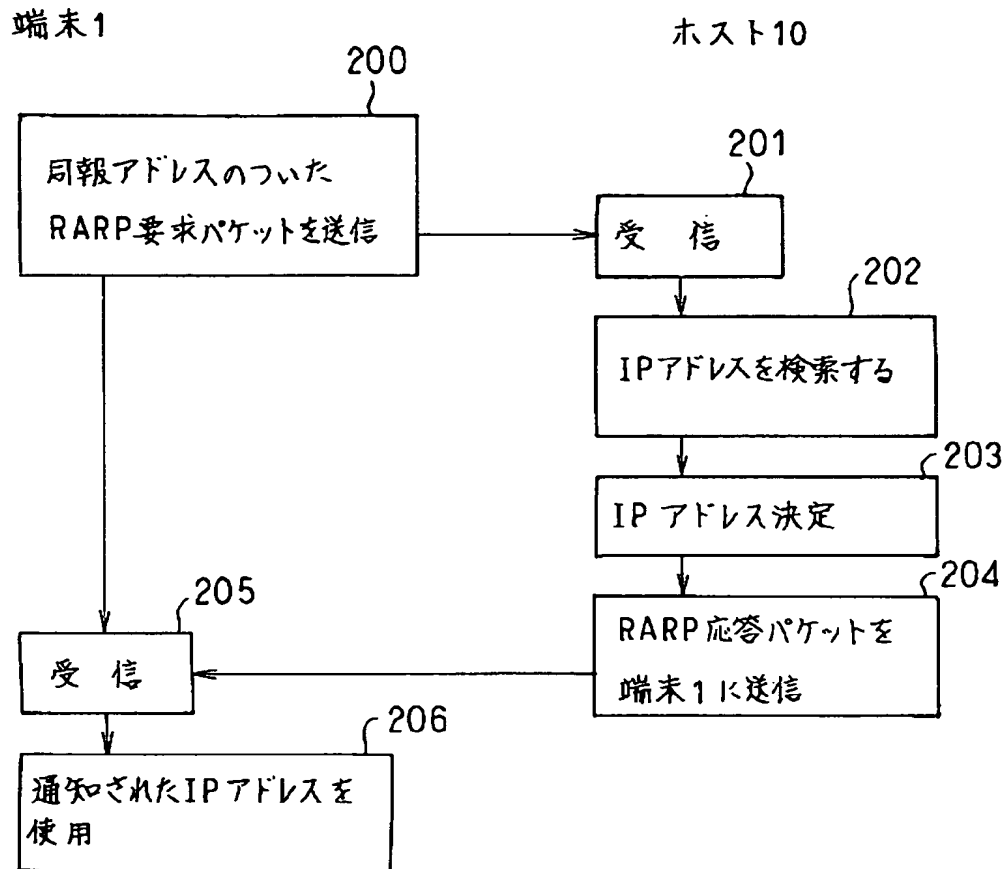 端末1
ホスト10
200
同報アドレスのついた
RARP要求パケットを送信
201
受 信
202
IPアドレスを検索する
203
IP アドレス決定
204
RARP応答パケットを
端末1に送信
205
受 信
206
通知されたIPアドレスを
使用